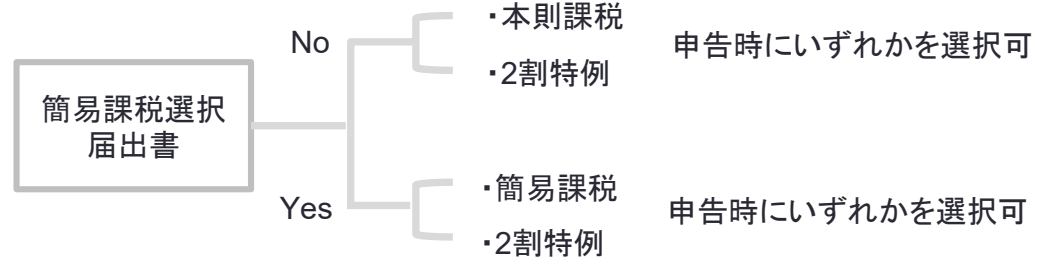 簡易課税選択
届出書
No
・本則課税
・2割特例
申告時にいずれかを選択可
Yes
・簡易課税
・2割特例
申告時にいずれかを選択可